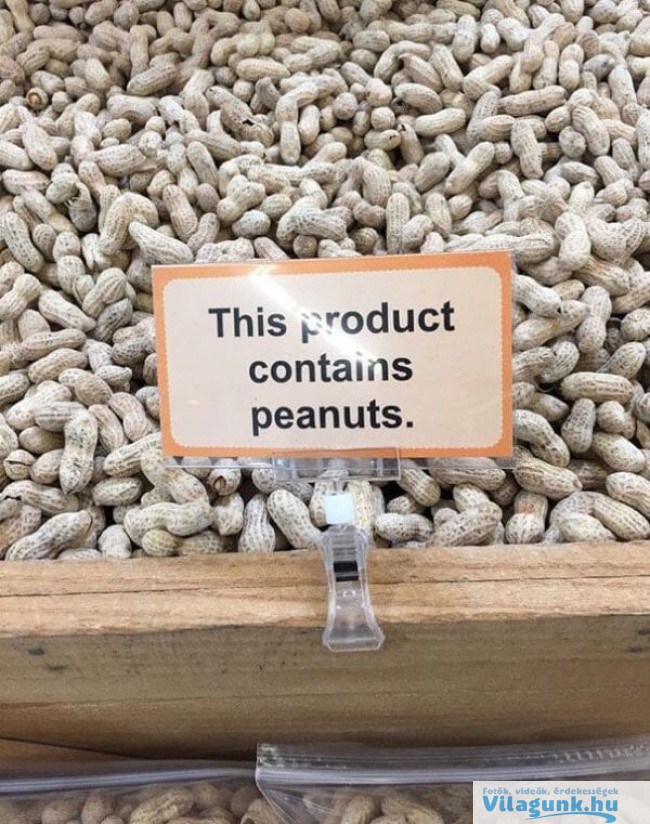 This product
contains
peanuts.
Fotók, videók, érdekességek
Vilagunk.hu